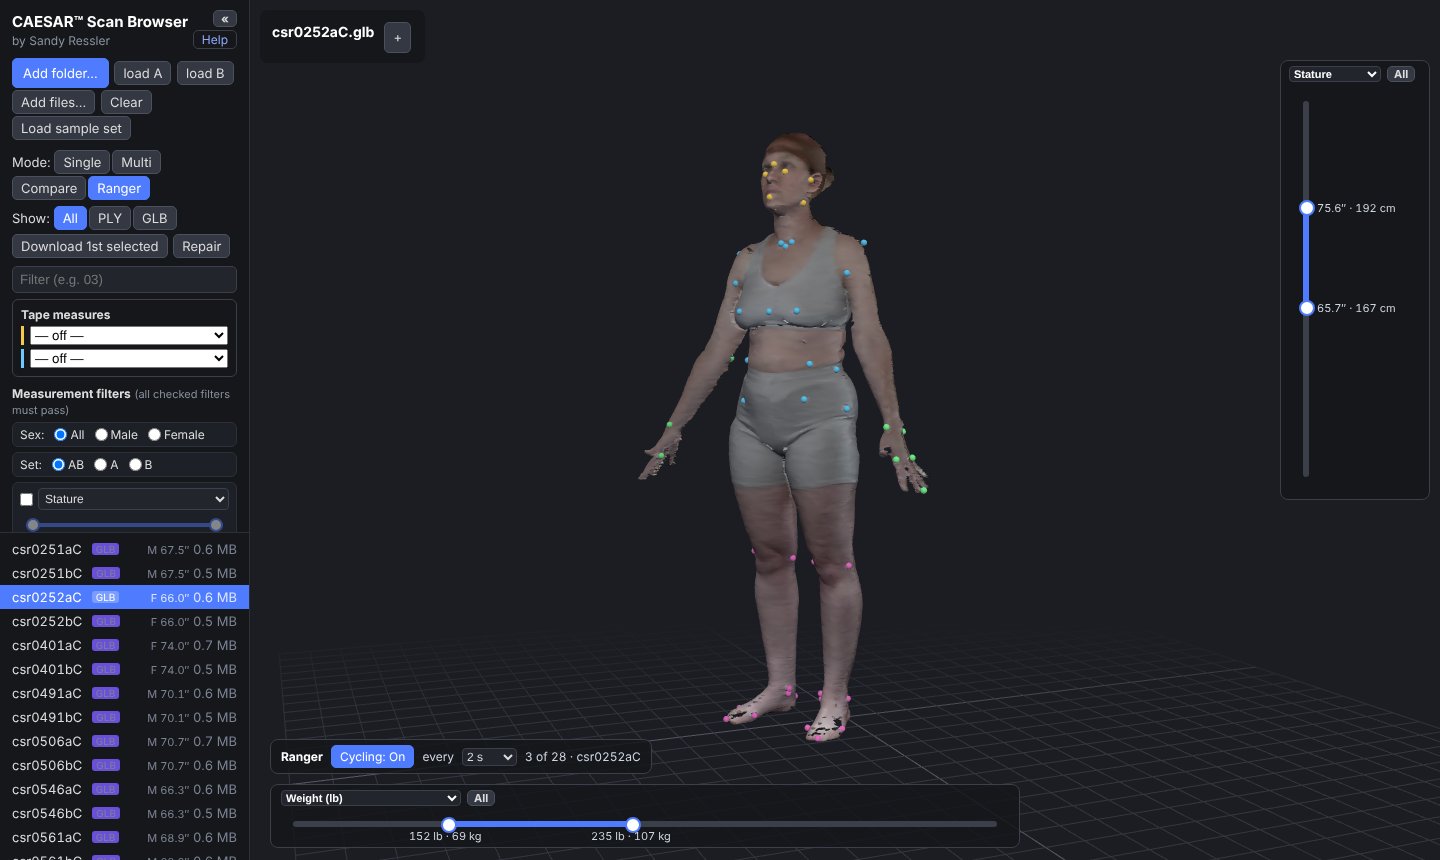 CAESAR™ Scan Browser
«
by Sandy Ressler
Help
Add folder...
load A
load B
Add files...
Clear
Load sample set
Mode:
Single
Multi
Compare
Ranger
Show:
All
PLY
GLB
Download 1st selected
Repair
Filter (e.g. 03)
Tape measures
— off —
— off —
Measurement filters (all checked filters
must pass)
Sex: All Male Female
Set: AB A B
Stature
csr0251aC GLB M 67.5″ 0.6 MB
csr0251bC GLB M 67.5″ 0.5 MB
csr0252aC GLB F 66.0″ 0.6 MB
csr0252bC GLB F 66.0″ 0.5 MB
csr0401aC GLB F 74.0″ 0.7 MB
csr0401bC GLB F 74.0″ 0.5 MB
csr0491aC GLB M 70.1″ 0.6 MB
csr0491bC GLB M 70.1″ 0.5 MB
csr0506aC GLB M 70.7″ 0.7 MB
csr0506bC GLB M 70.7″ 0.6 MB
csr0546aC GLB M 66.3″ 0.6 MB
csr0546bC GLB M 66.3″ 0.5 MB
csr0561aC GLB M 68.9″ 0.6 MB
csr0252aC.glb
+
Stature
All
75.6″ · 192 cm
65.7″ · 167 cm
Ranger
Cycling: On
every
2 s
3 of 28 · csr0252aC
Weight (lb)
All
152 lb · 69 kg
235 lb · 107 kg